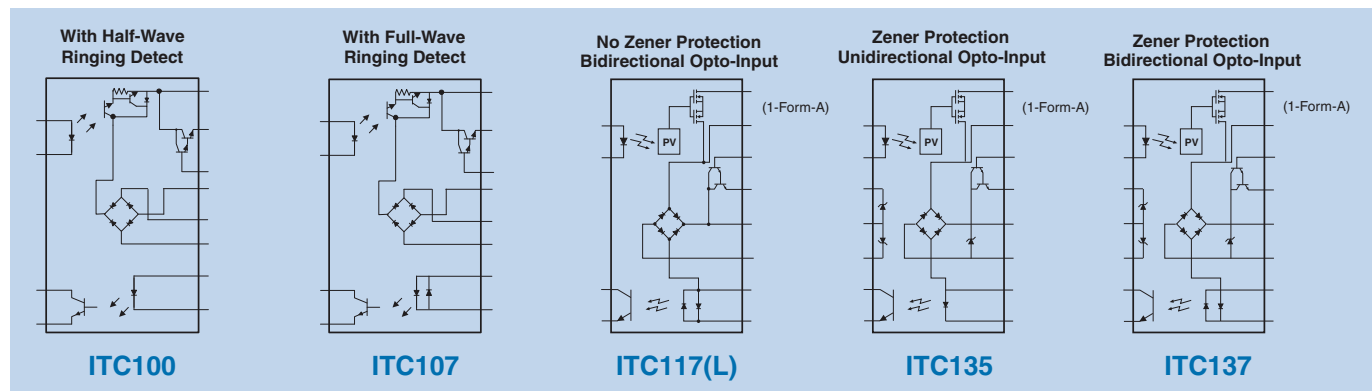 With Half-Wave
Ringing Detect
With Full-Wave
Ringing Detect
No Zener Protection
Bidirectional Opto-Input
Zener Protection
Unidirectional Opto-Input
Zener Protection
Bidirectional Opto-Input
(1-Form-A)
(1-Form-A)
(1-Form-A)
PV
PV
PV
ITC100
ITC107
ITC117(L)
ITC135
ITC137